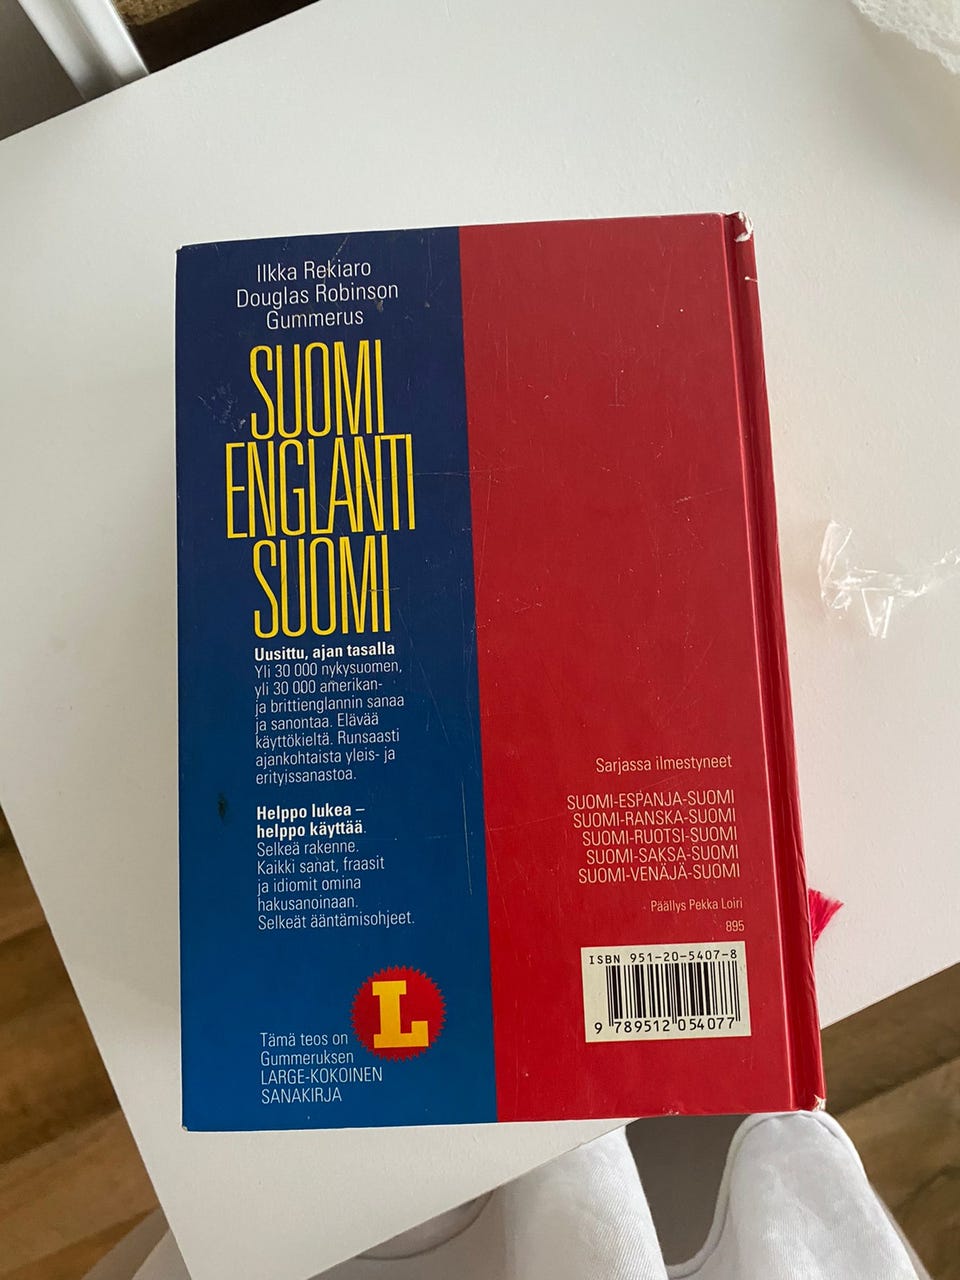 Ilkka Rekiaro
Douglas Robinson
Gummerus
SUOMI
ENGLANTI
SUOMI
Uusittu, ajan tasalla
Yli 30 000 nykysuomen,
yli 30 000 amerikan-
ja brittienglannin sanaa
ja sanontaa. Elävää
käyttökieltä. Runsaasti
ajankohtaista yleis- ja
erityissanastoa.
Helppo lukea –
helppo käyttää.
Selkeä rakenne.
Kaikki sanat, fraasit
ja idiomit omina
hakusanoinaan.
Selkeät ääntämisohjeet.
L
Tämä teos on
Gummeruksen
LARGE-KOKOINEN
SANAKIRJA
Sarjassa ilmestyneet
SUOMI-ESPANJA-SUOMI
SUOMI-RANSKA-SUOMI
SUOMI-RUOTSI-SUOMI
SUOMI-SAKSA-SUOMI
SUOMI-VENÄJÄ-SUOMI
Päällys Pekka Loiri
895
ISBN 951-20-5407-8
9 789512 054077